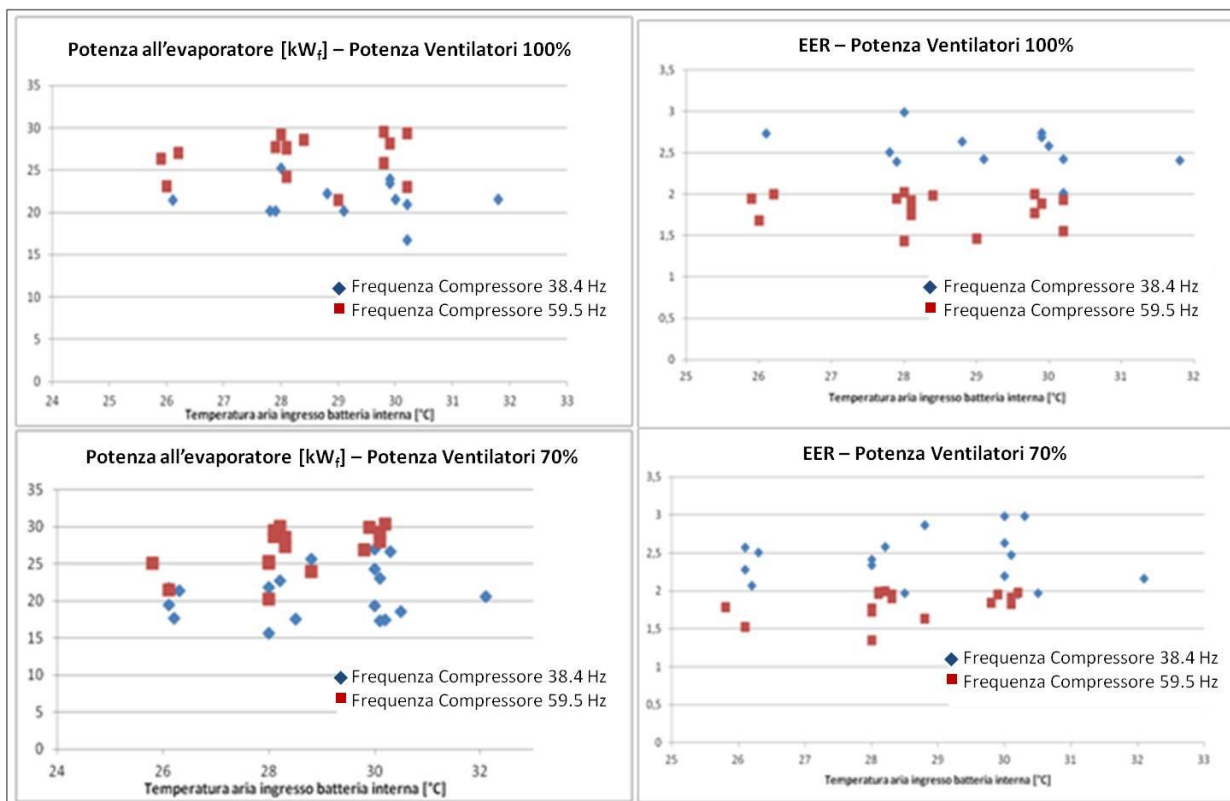 Potenza all'evaporatore [kWf] – Potenza Ventilatori 100%
35
30
25
20
15
10
5
0
24 25 26 27 28 29 30 31 32 33
Temperatura aria ingresso batteria interna [°C]
Frequenza Compressore 38.4 Hz
Frequenza Compressore 59.5 Hz
EER – Potenza Ventilatori 100%
3,5
3
2,5
2
1,5
1
0,5
0
25 26 27 28 29 30 31 32
Temperatura aria ingresso batteria interna [°C]
Frequenza Compressore 38.4 Hz
Frequenza Compressore 59.5 Hz
Potenza all'evaporatore [kWf] – Potenza Ventilatori 70%
35
30
25
20
15
10
5
0
24 26 28 30 32
Temperatura aria ingresso batteria interna [°C]
Frequenza Compressore 38.4 Hz
Frequenza Compressore 59.5 Hz
EER – Potenza Ventilatori 70%
3,5
3
2,5
2
1,5
1
0,5
0
25 26 27 28 29 30 31 32 33
Temperatura aria ingresso batteria interna [°C]
Frequenza Compressore 38.4 Hz
Frequenza Compressore 59.5 Hz